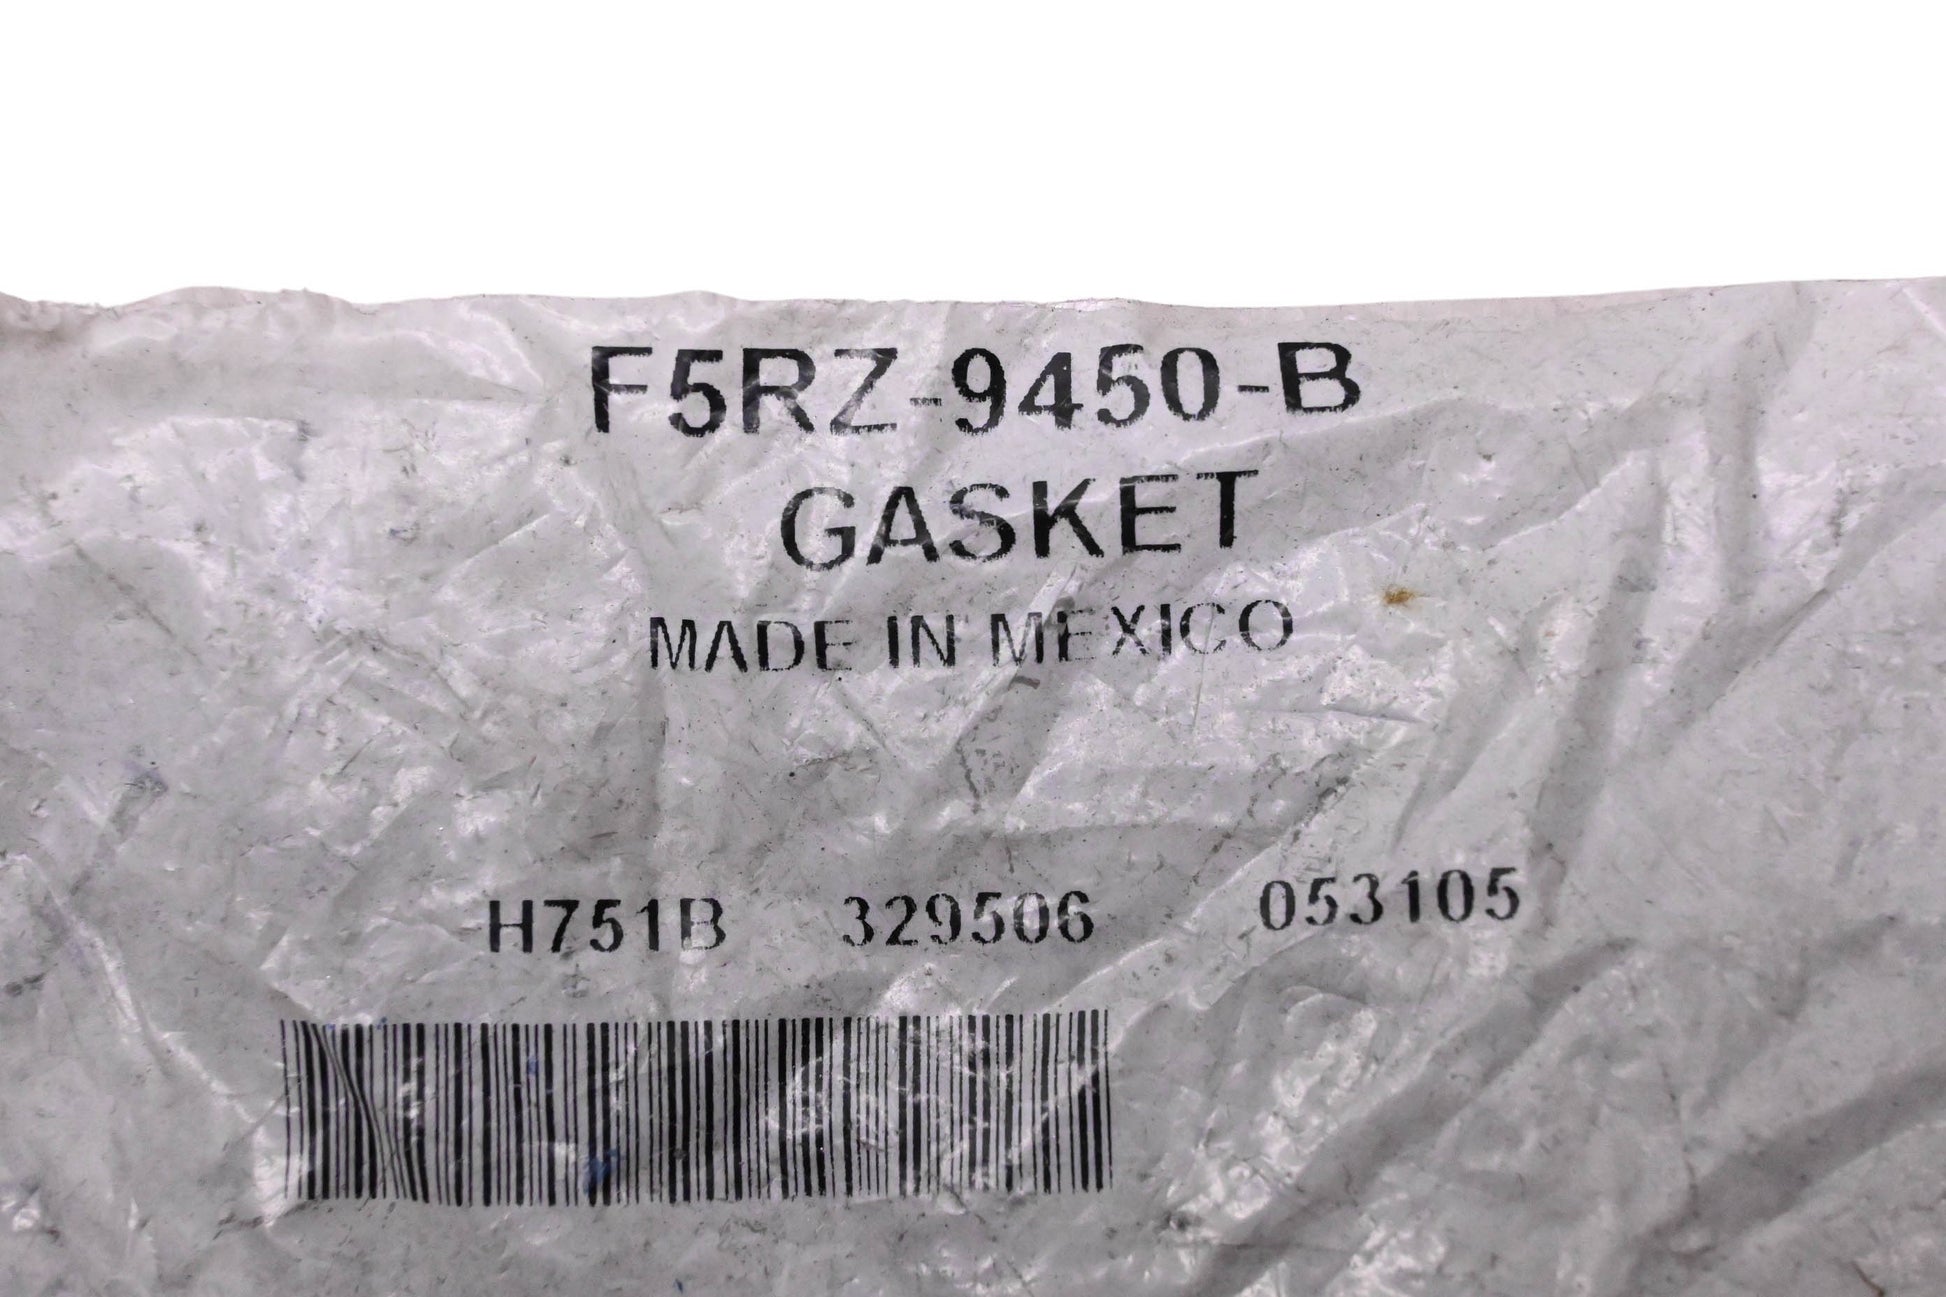 F5RZ-9450-B
GASKET
MADE IN MEXICO
H751B 329506 053105